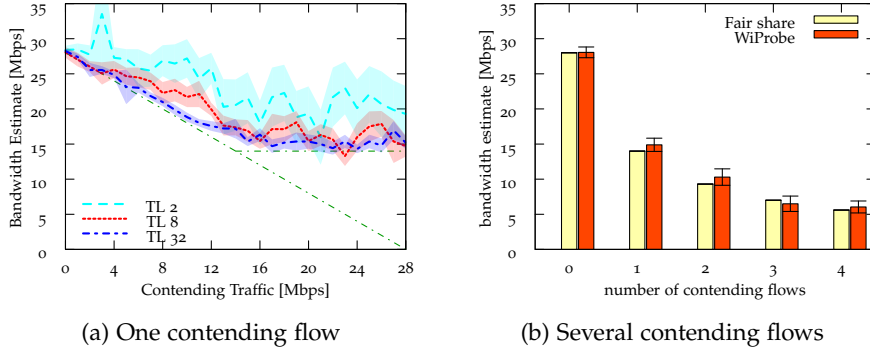 35
30
25
20
15
10
5
0
0 4 8 12 16 20 24 28
Bandwidth Estimate [Mbps]
Contending Traffic [Mbps]
TL 2
TL 8
TL 32
(a) One contending flow
35
30
25
20
15
10
5
0
0 1 2 3 4
bandwidth estimate [Mbps]
number of contending flows
Fair share
WiProbe
(b) Several contending flows